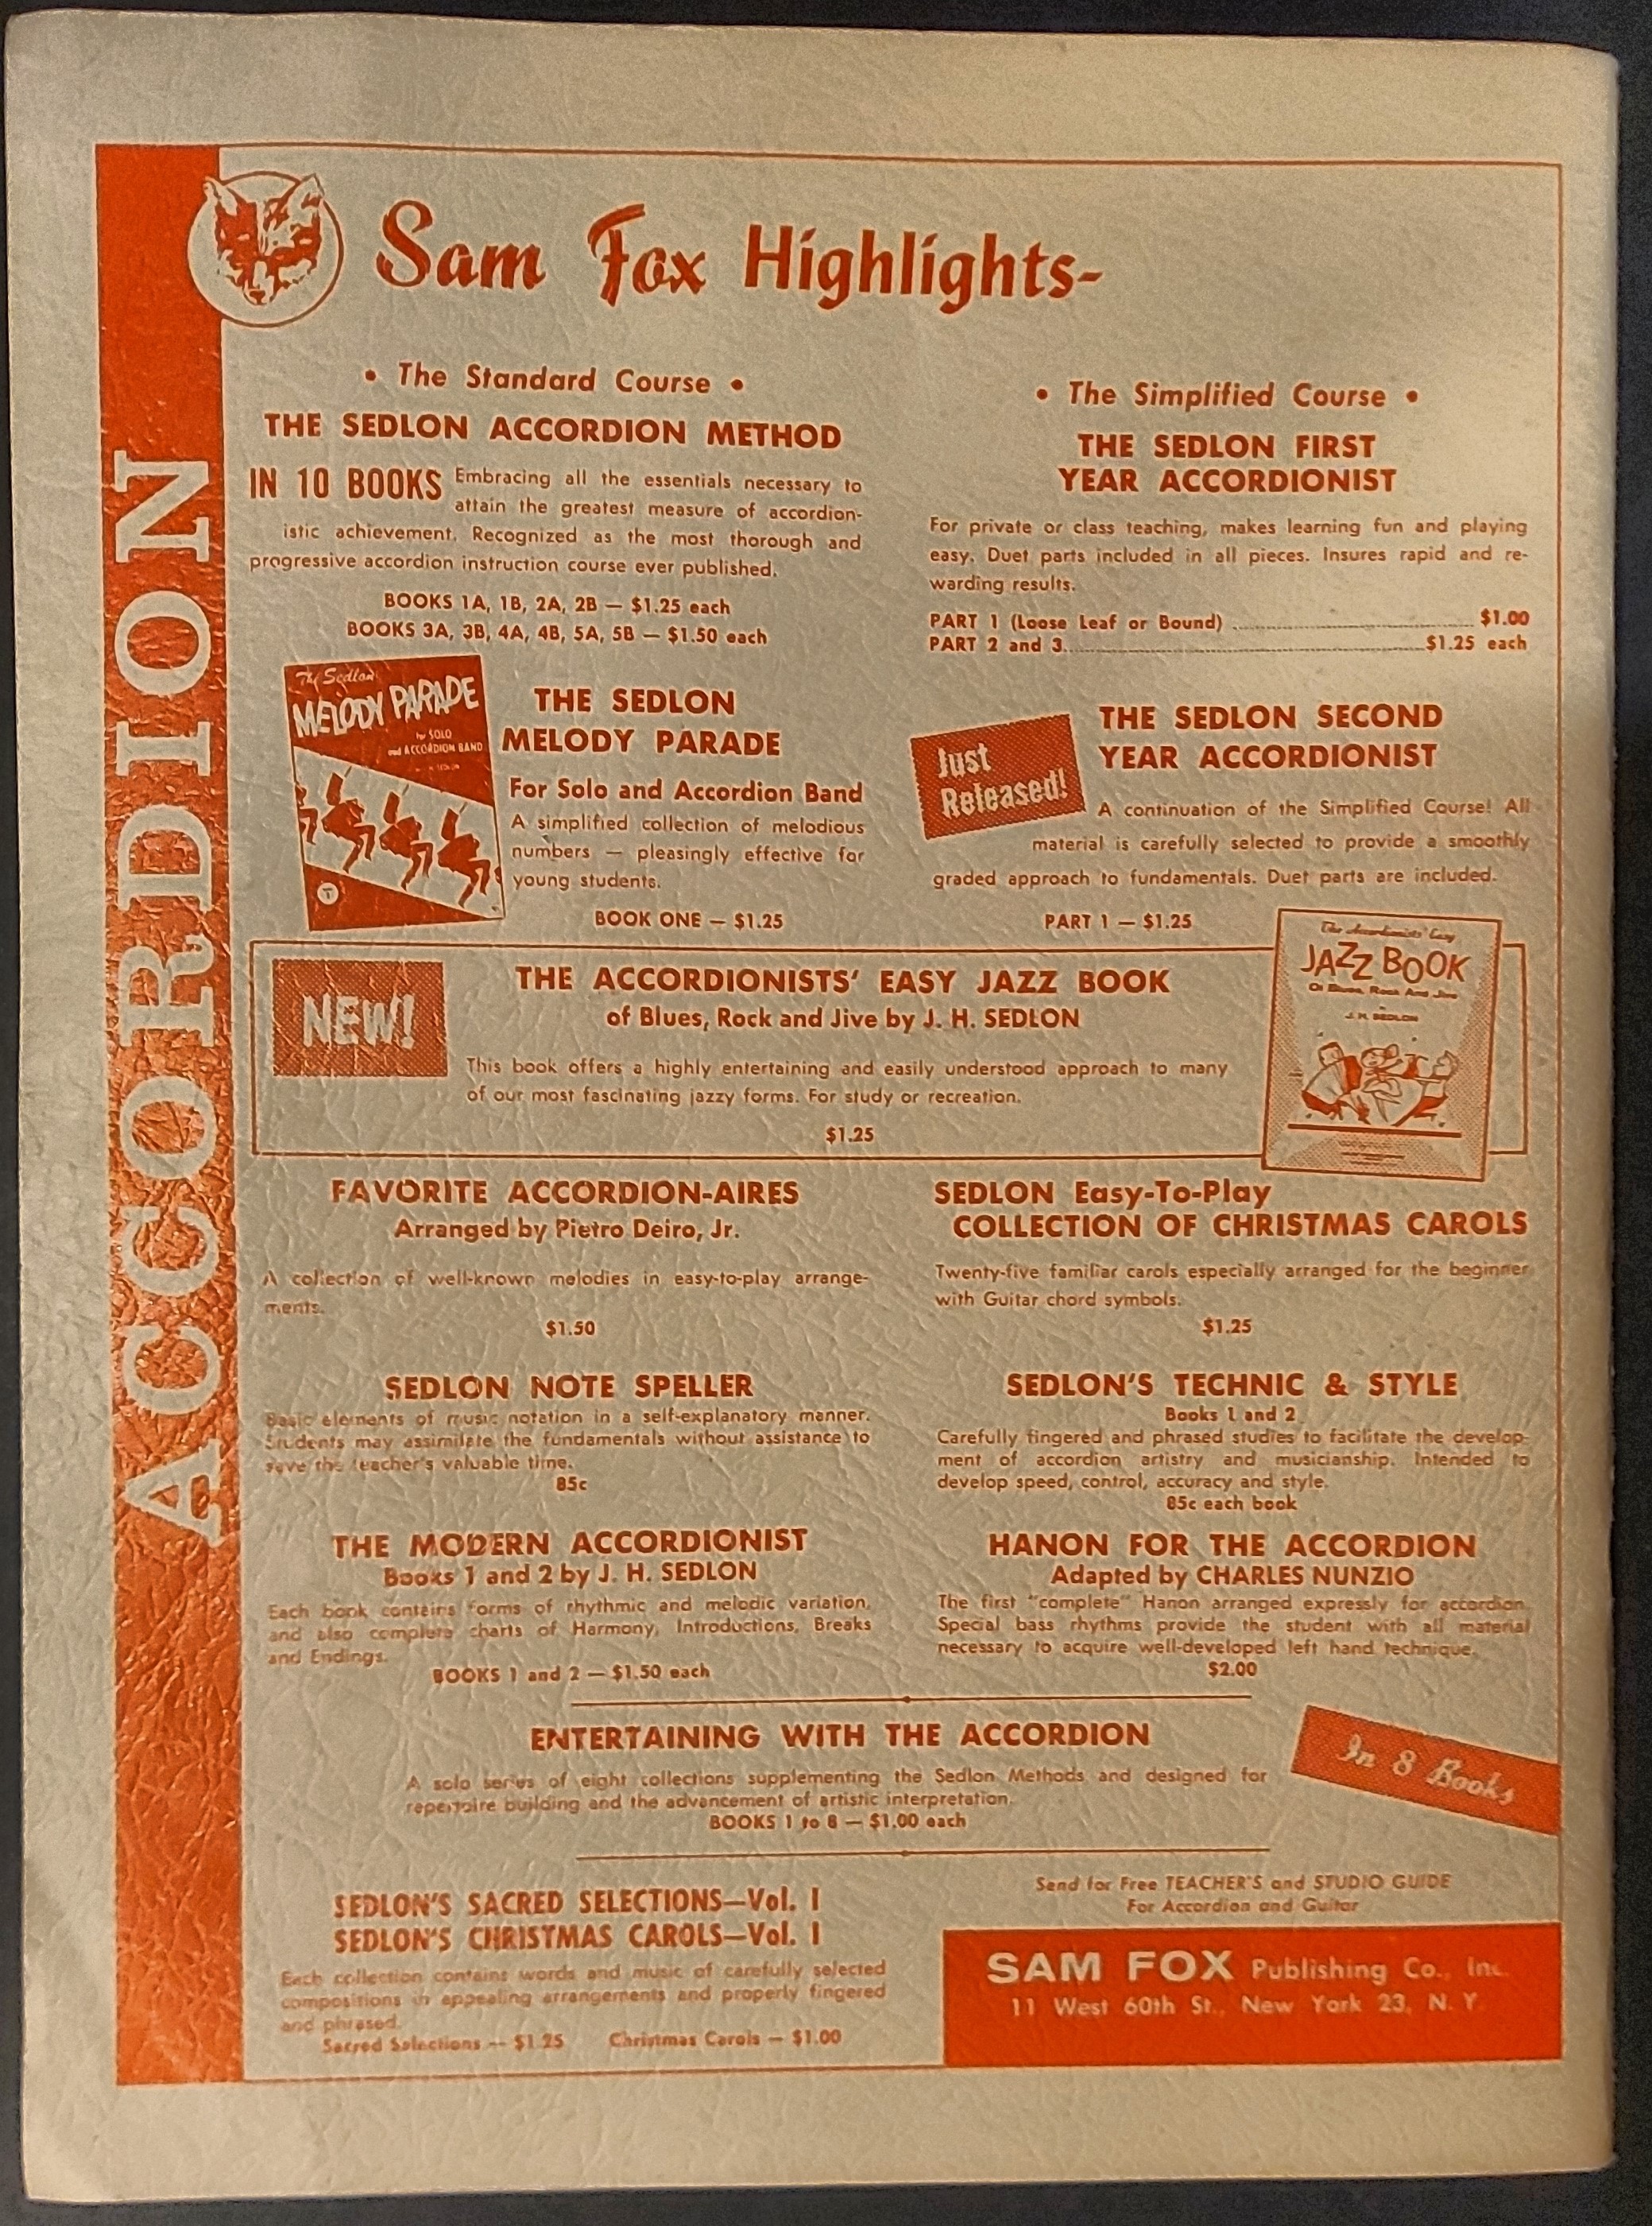 ACCORDION
Sam Fox Highlights-
• The Standard Course •
THE SEDLON ACCORDION METHOD
IN 10 BOOKS Embracing all the essentials necessary to
attain the greatest measure of accordion-
istic achievement. Recognized as the most thorough and
progressive accordion instruction course ever published.
BOOKS 1A, 1B, 2A, 2B — $1.25 each
BOOKS 3A, 3B, 4A, 4B, 5A, 5B — $1.50 each
The Sedlon
MELODY PARADE
for SOLO
and ACCORDION BAND
THE SEDLON
MELODY PARADE
For Solo and Accordion Band
A simplified collection of melodious
numbers — pleasingly effective for
young students.
BOOK ONE — $1.25
• The Simplified Course •
THE SEDLON FIRST
YEAR ACCORDIONIST
For private or class teaching, makes learning fun and playing
easy. Duet parts included in all pieces. Insures rapid and re-
warding results.
PART 1 (Loose Leaf or Bound) ........ $1.00
PART 2 and 3........ $1.25 each
Just
Released!
THE SEDLON SECOND
YEAR ACCORDIONIST
A continuation of the Simplified Course! All
material is carefully selected to provide a smoothly
graded approach to fundamentals. Duet parts are included.
PART 1 — $1.25
NEW!
THE ACCORDIONISTS' EASY JAZZ BOOK
of Blues, Rock and Jive by J. H. SEDLON
This book offers a highly entertaining and easily understood approach to many
of our most fascinating jazzy forms. For study or recreation.
$1.25
The Accordionists' Easy
JAZZ BOOK
Of Blues, Rock And Jive
J. H. SEDLON
FAVORITE ACCORDION-AIRES
Arranged by Pietro Deiro, Jr.
A collection of well-known melodies in easy-to-play arrange-
ments.
$1.50
SEDLON Easy-To-Play
COLLECTION OF CHRISTMAS CAROLS
Twenty-five familiar carols especially arranged for the beginner
with Guitar chord symbols.
$1.25
SEDLON NOTE SPELLER
Basic elements of music notation in a self-explanatory manner.
Students may assimilate the fundamentals without assistance to
save the teacher's valuable time.
85c
SEDLON'S TECHNIC & STYLE
Books 1 and 2
Carefully fingered and phrased studies to facilitate the develop-
ment of accordion artistry and musicianship. Intended to
develop speed, control, accuracy and style.
85c each book
THE MODERN ACCORDIONIST
Books 1 and 2 by J. H. SEDLON
Each book contains forms of rhythmic and melodic variation,
and also complete charts of Harmony, Introductions, Breaks
and Endings.
BOOKS 1 and 2 — $1.50 each
HANON FOR THE ACCORDION
Adapted by CHARLES NUNZIO
The first "complete" Hanon arranged expressly for accordion.
Special bass rhythms provide the student with all material
necessary to acquire well-developed left hand technique.
$2.00
ENTERTAINING WITH THE ACCORDION
A solo series of eight collections supplementing the Sedlon Methods and designed for
repertoire building and the advancement of artistic interpretation.
BOOKS 1 to 8 — $1.00 each
In 8 Books
SEDLON'S SACRED SELECTIONS—Vol. I
SEDLON'S CHRISTMAS CAROLS—Vol. I
Each collection contains words and music of carefully selected
compositions in appealing arrangements and properly fingered
and phrased.
Sacred Selections — $1.25 Christmas Carols — $1.00
Send for Free TEACHER'S and STUDIO GUIDE
For Accordion and Guitar
SAM FOX Publishing Co., Inc.
11 West 60th St., New York 23, N. Y.